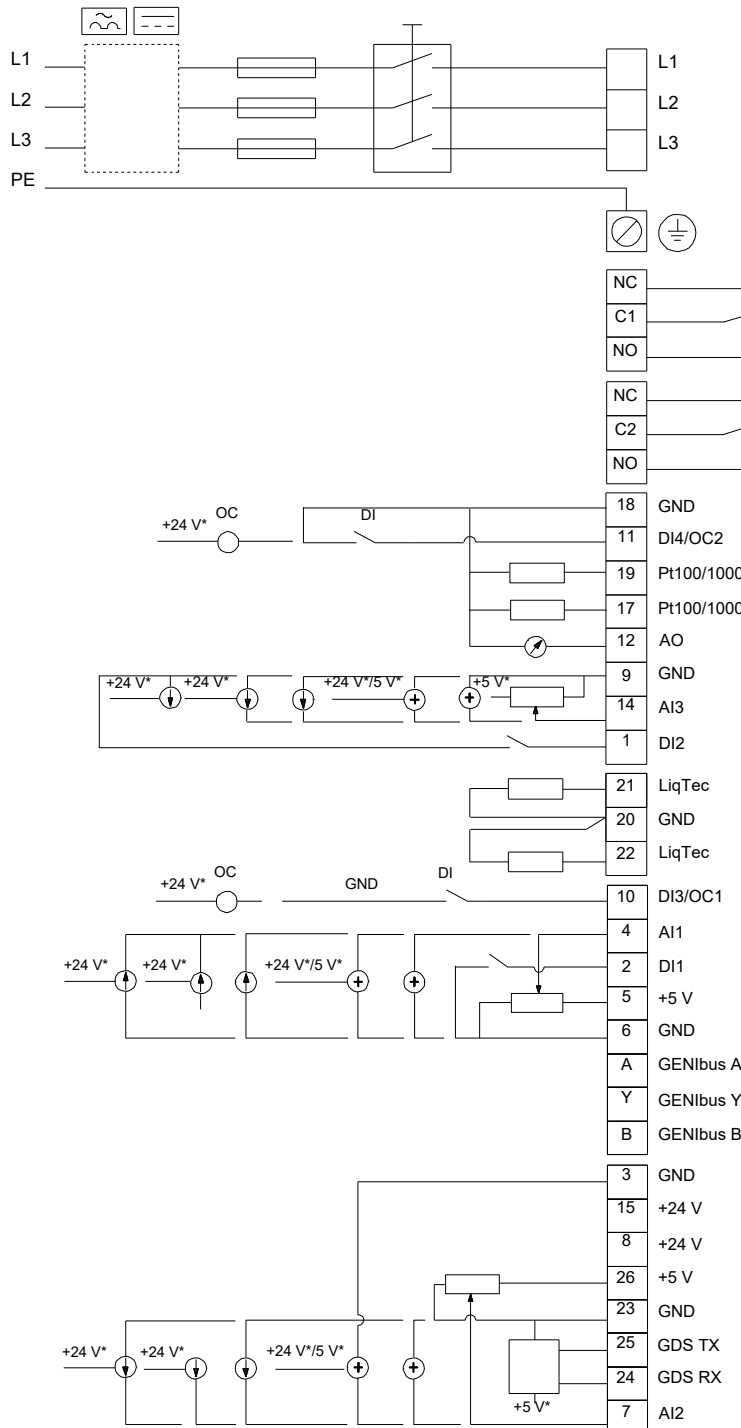 L1 L1
L2 L2
L3 L3
PE
NC
C1
NO
NC
C2
NO
18 GND
+24 V* OC DI 11 DI4/OC2
19 Pt100/1000
17 Pt100/1000
12 AO
9 GND
+24 V* +24 V* +24 V*/5 V* +5 V*
14 AI3
1 DI2
21 LiqTec
20 GND
22 LiqTec
+24 V* OC GND DI 10 DI3/OC1
4 AI1
+24 V* +24 V* +24 V*/5 V* 2 DI1
5 +5 V
6 GND
A GENIbus A
Y GENIbus Y
B GENIbus B
3 GND
15 +24 V
8 +24 V
26 +5 V
23 GND
+24 V* +24 V* +24 V*/5 V* 25 GDS TX
24 GDS RX
+5 V* 7 AI2